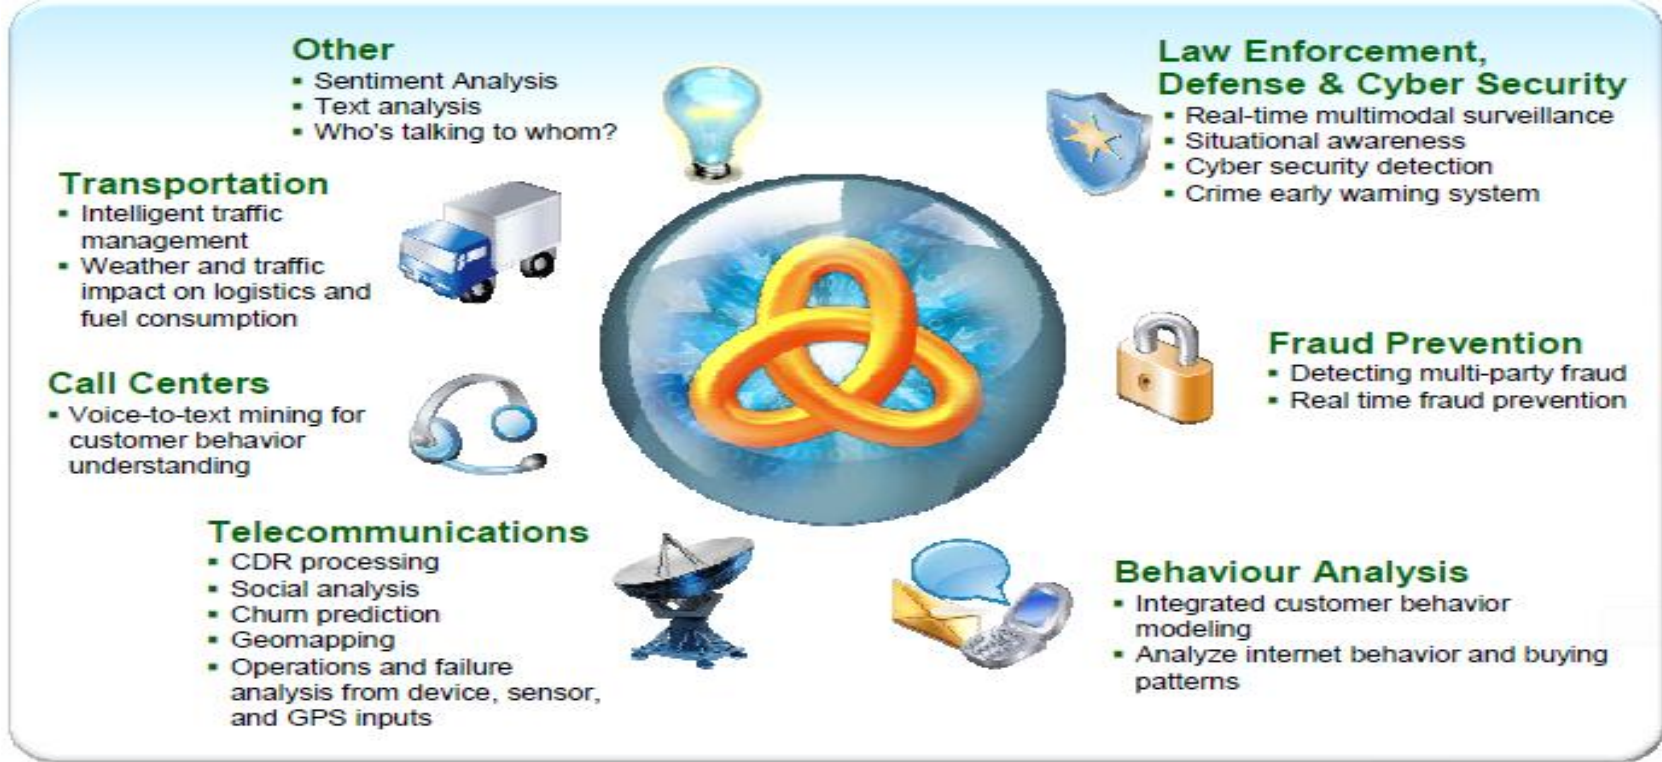 Other
▪ Sentiment Analysis
▪ Text analysis
▪ Who's talking to whom?
Law Enforcement,
Defense & Cyber Security
▪ Real-time multimodal surveillance
▪ Situational awareness
▪ Cyber security detection
▪ Crime early warning system
Transportation
▪ Intelligent traffic
management
▪ Weather and traffic
impact on logistics and
fuel consumption
Fraud Prevention
▪ Detecting multi-party fraud
▪ Real time fraud prevention
Call Centers
▪ Voice-to-text mining for
customer behavior
understanding
Telecommunications
▪ CDR processing
▪ Social analysis
▪ Churn prediction
▪ Geomapping
▪ Operations and failure
analysis from device, sensor,
and GPS inputs
Behaviour Analysis
▪ Integrated customer behavior
modeling
▪ Analyze internet behavior and buying
patterns